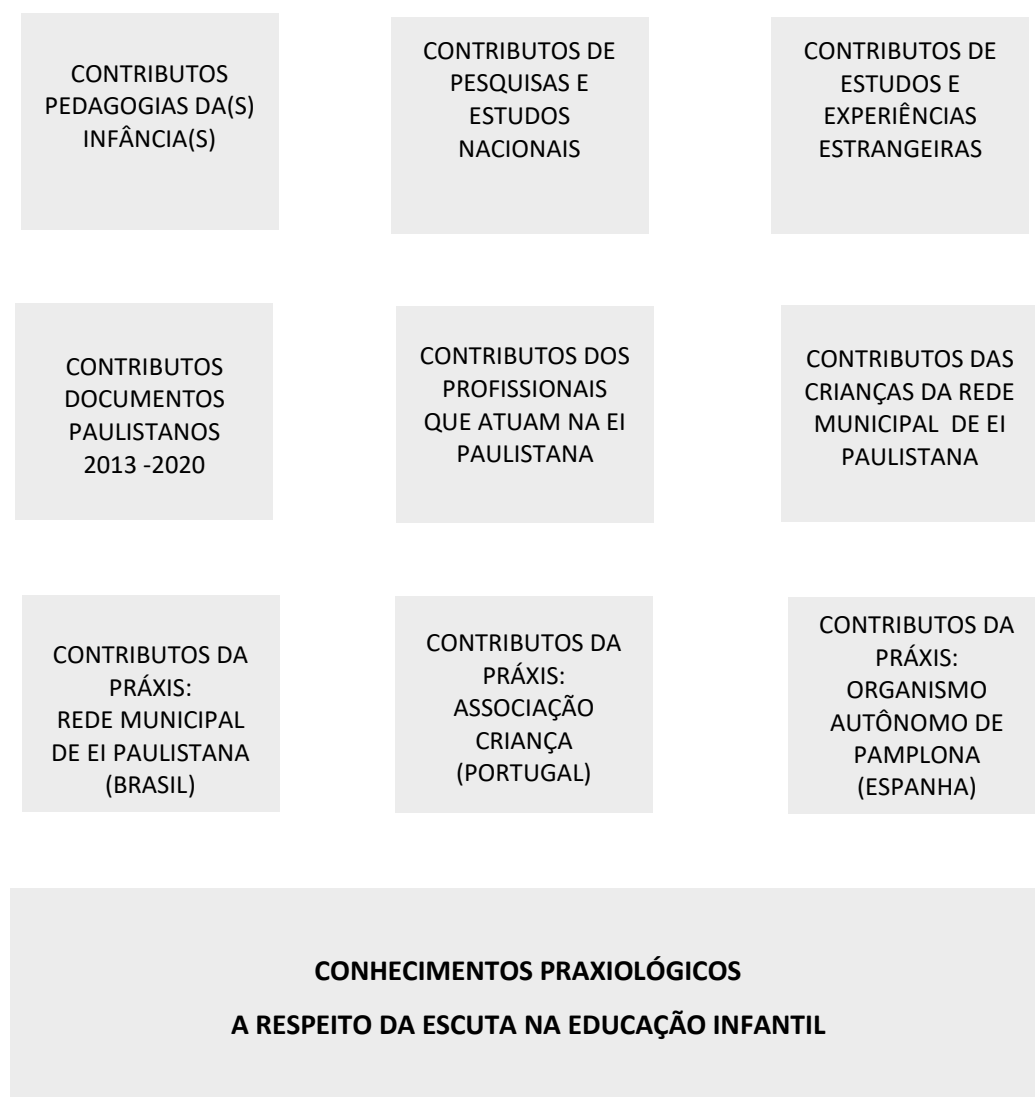 CONTRIBUTOS
PEDAGOGIAS DA(S)
INFÂNCIA(S)
CONTRIBUTOS DE
PESQUISAS E
ESTUDOS
NACIONAIS
CONTRIBUTOS DE
ESTUDOS E
EXPERIÊNCIAS
ESTRANGEIRAS
CONTRIBUTOS
DOCUMENTOS
PAULISTANOS
2013 -2020
CONTRIBUTOS DOS
PROFISSIONAIS
QUE ATUAM NA EI
PAULISTANA
CONTRIBUTOS DAS
CRIANÇAS DA REDE
MUNICIPAL DE EI
PAULISTANA
CONTRIBUTOS DA
PRÁXIS:
REDE MUNICIPAL
DE EI PAULISTANA
(BRASIL)
CONTRIBUTOS DA
PRÁXIS:
ASSOCIAÇÃO
CRIANÇA
(PORTUGAL)
CONTRIBUTOS DA
PRÁXIS:
ORGANISMO
AUTÔNOMO DE
PAMPLONA
(ESPANHA)
CONHECIMENTOS PRAXIOLÓGICOS
A RESPEITO DA ESCUTA NA EDUCAÇÃO INFANTIL